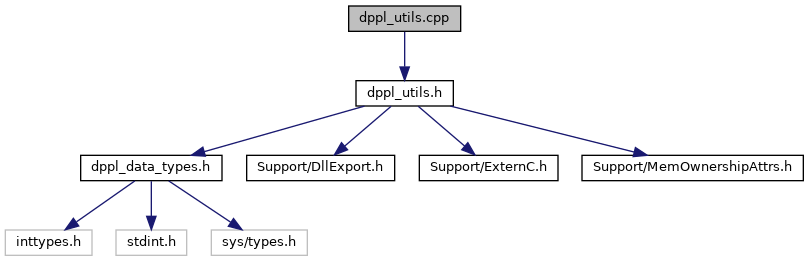 dppl_utils.cpp
dppl_utils.h
dppl_data_types.h
Support/DllExport.h
Support/ExternC.h
Support/MemOwnershipAttrs.h
inttypes.h
stdint.h
sys/types.h